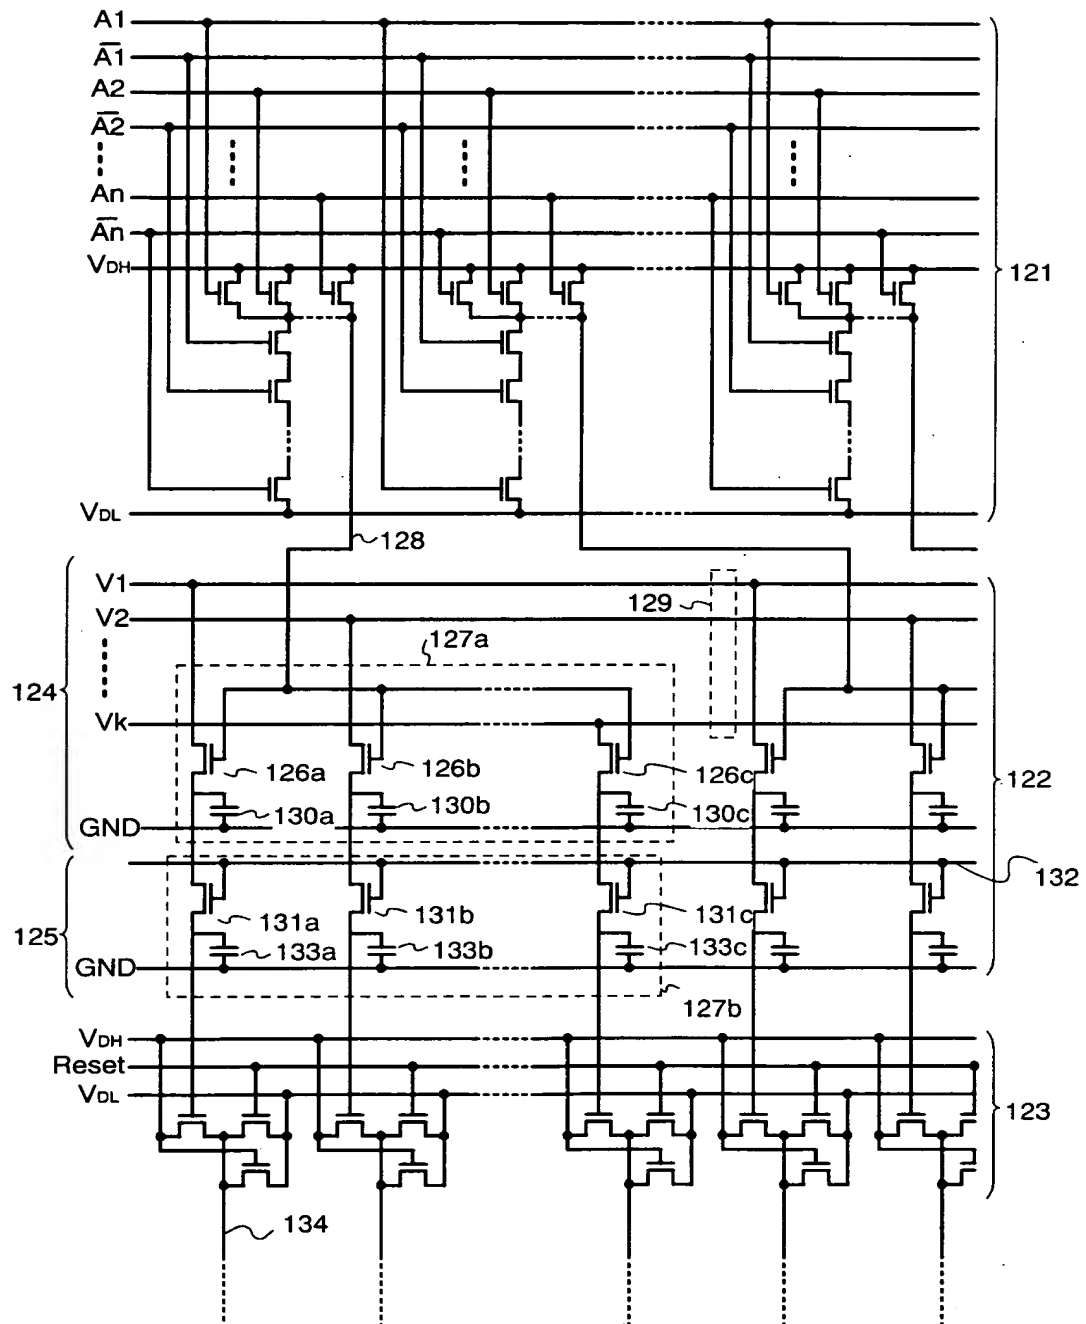 A1
A̅1̅
A2
A̅2̅
An
A̅n̅
VDH
121
VDL
128
V1
129
V2
127a
124
Vk
126a
126b
126c
122
130a
130b
130c
GND
132
131a
131b
131c
125
133a
133b
133c
GND
127b
VDH
Reset
VDL
123
134